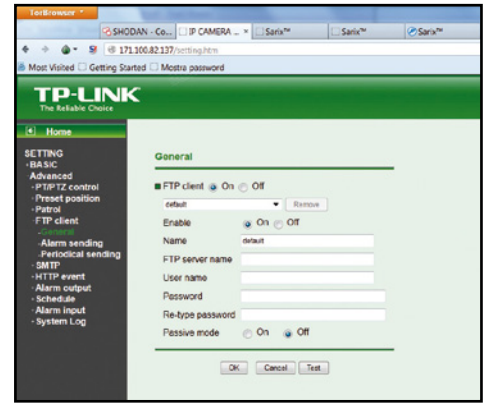 TorBrowser
SHODAN - Co... IP CAMERA ... × Sarix™ Sarix™ Sarix™
171.100.82.137/setting.htm
Most Visited Getting Started Mostra password
TP-LINK
The Reliable Choice
Home
SETTING
-BASIC
-Advanced
-PT/PTZ control
-Preset position
-Patrol
-FTP client
-General
-Alarm sending
-Periodical sending
-SMTP
-HTTP event
-Alarm output
-Schedule
-Alarm input
-System Log
General
FTP client On Off
default Remove
Enable On Off
Name default
FTP server name
User name
Password
Re-type password
Passive mode On Off
OK Cancel Test